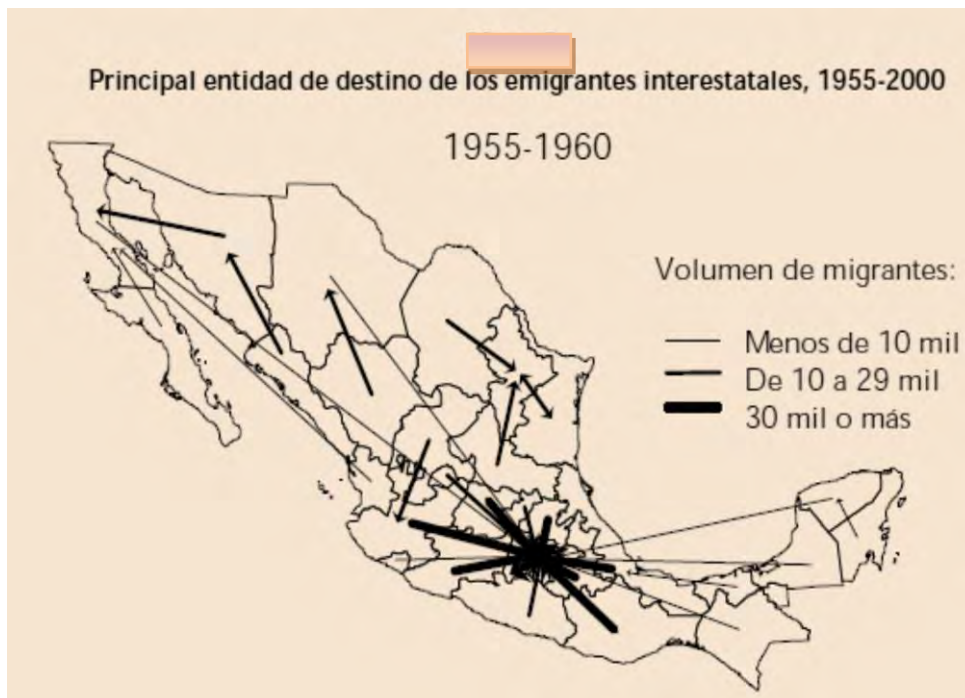 Principal entidad de destino de los emigrantes interestatales, 1955-2000
1955-1960
Volumen de migrantes:
Menos de 10 mil
De 10 a 29 mil
30 mil o más